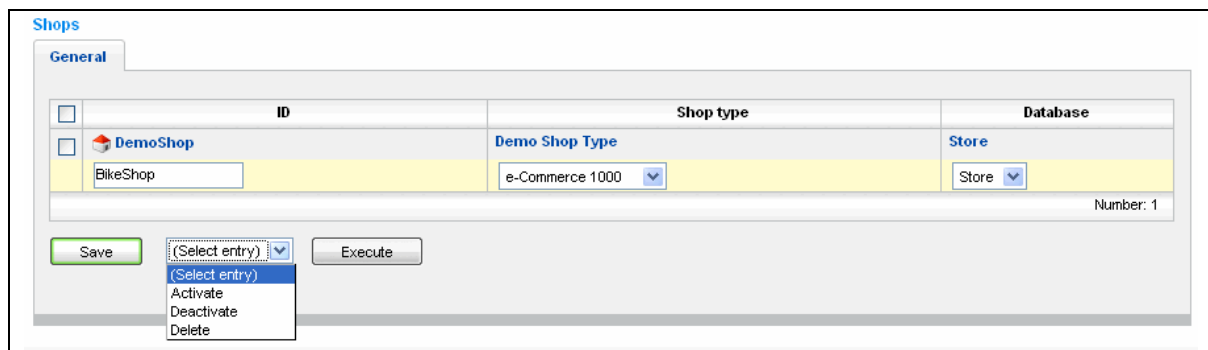 Shops
General
ID Shop type Database
DemoShop Demo Shop Type Store
BikeShop e-Commerce 1000 Store
Number: 1
Save (Select entry) Execute
(Select entry)
Activate
Deactivate
Delete